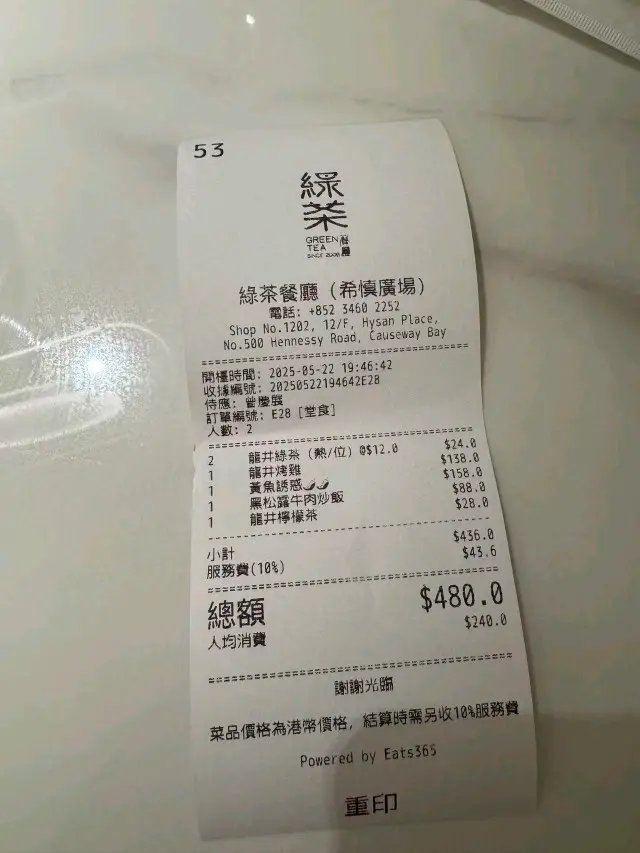 53
綠
茶
GREEN
TEA
餐廳
SINCE 2008
綠茶餐廳 (希慎廣場)
電話: +852 3460 2252
Shop No.1202, 12/F, Hysan Place,
No.500 Hennessy Road, Causeway Bay
開檯時間: 2025-05-22 19:46:42
收據編號: 20250522194642E28
侍應: 曾慶展
訂單編號: E28 [堂食]
人數: 2
2 龍井綠茶 (熱/位) @$12.0 $24.0
1 龍井烤雞 $138.0
1 黃魚誘惑🌶🌶 $158.0
1 黑松露牛肉炒飯 $88.0
1 龍井檸檬茶 $28.0
小計 $436.0
服務費(10%) $43.6
總額 $480.0
人均消費 $240.0
謝謝光臨
菜品價格為港幣價格, 結算時需另收10%服務費
Powered by Eats365
重印